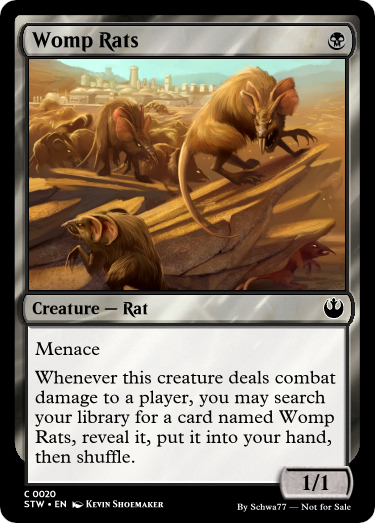 Womp Rats
Creature — Rat
Menace
Whenever this creature deals combat
damage to a player, you may search
your library for a card named Womp
Rats, reveal it, put it into your hand,
then shuffle.
1/1
C 0020
STW • EN Kevin Shoemaker
By Schwa77 — Not for Sale